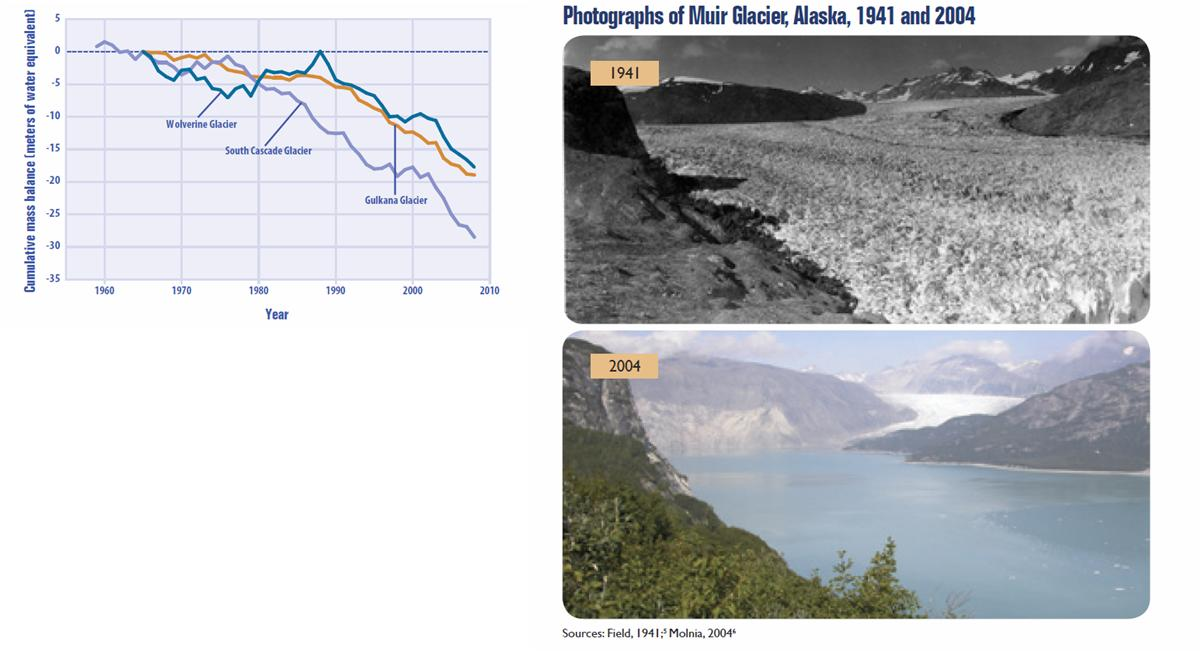 Cumulative mass balance (meters of water equivalent)
5
0
-5
-10
-15
-20
-25
-30
-35
Wolverine Glacier
South Cascade Glacier
Gulkana Glacier
1960 1970 1980 1990 2000 2010
Year
Photographs of Muir Glacier, Alaska, 1941 and 2004
1941
2004
Sources: Field, 1941;⁵ Molnia, 2004⁶